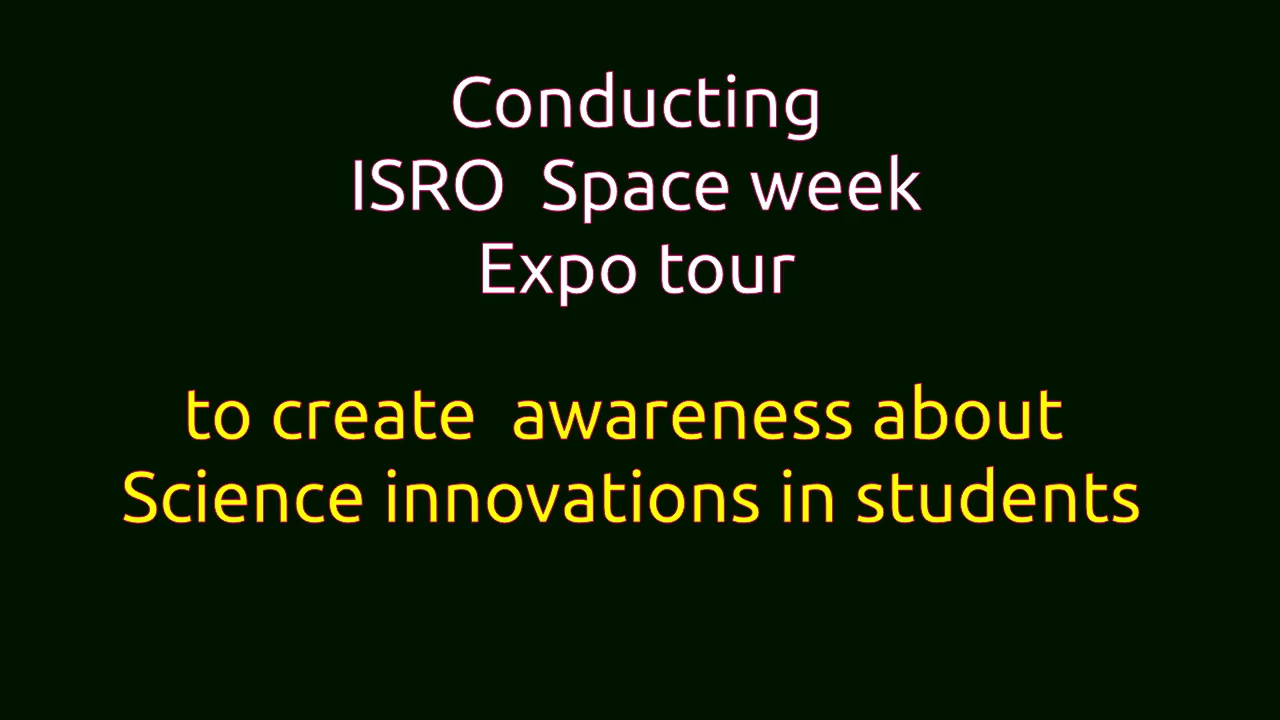 Conducting
ISRO  Space week
Expo tour
to create  awareness about
Science innovations in students